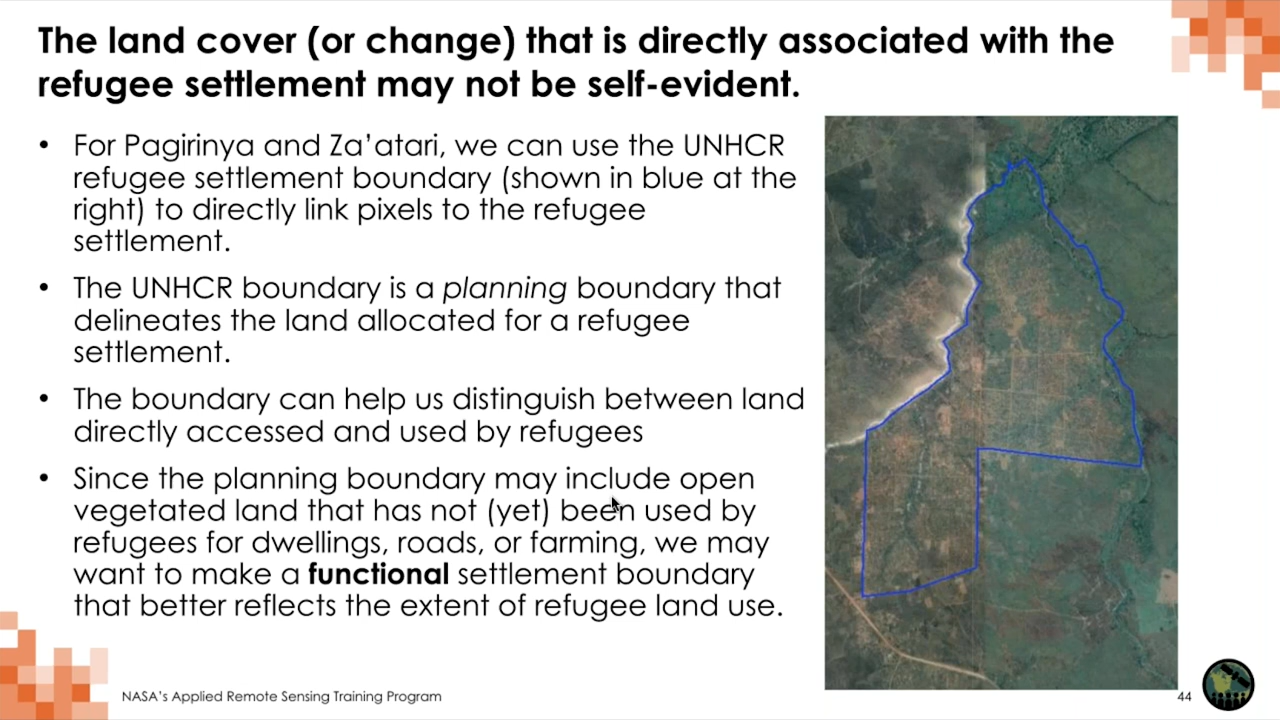 The land cover (or change) that is directly associated with the
refugee settlement may not be self-evident.
• For Pagirinya and Za’atari, we can use the UNHCR
refugee settlement boundary (shown in blue at the
right) to directly link pixels to the refugee
settlement.
• The UNHCR boundary is a planning boundary that
delineates the land allocated for a refugee
settlement.
• The boundary can help us distinguish between land
directly accessed and used by refugees
• Since the planning boundary may include open
vegetated land that has not (yet) been used by
refugees for dwellings, roads, or farming, we may
want to make a functional settlement boundary
that better reflects the extent of refugee land use.
NASA’s Applied Remote Sensing Training Program
44